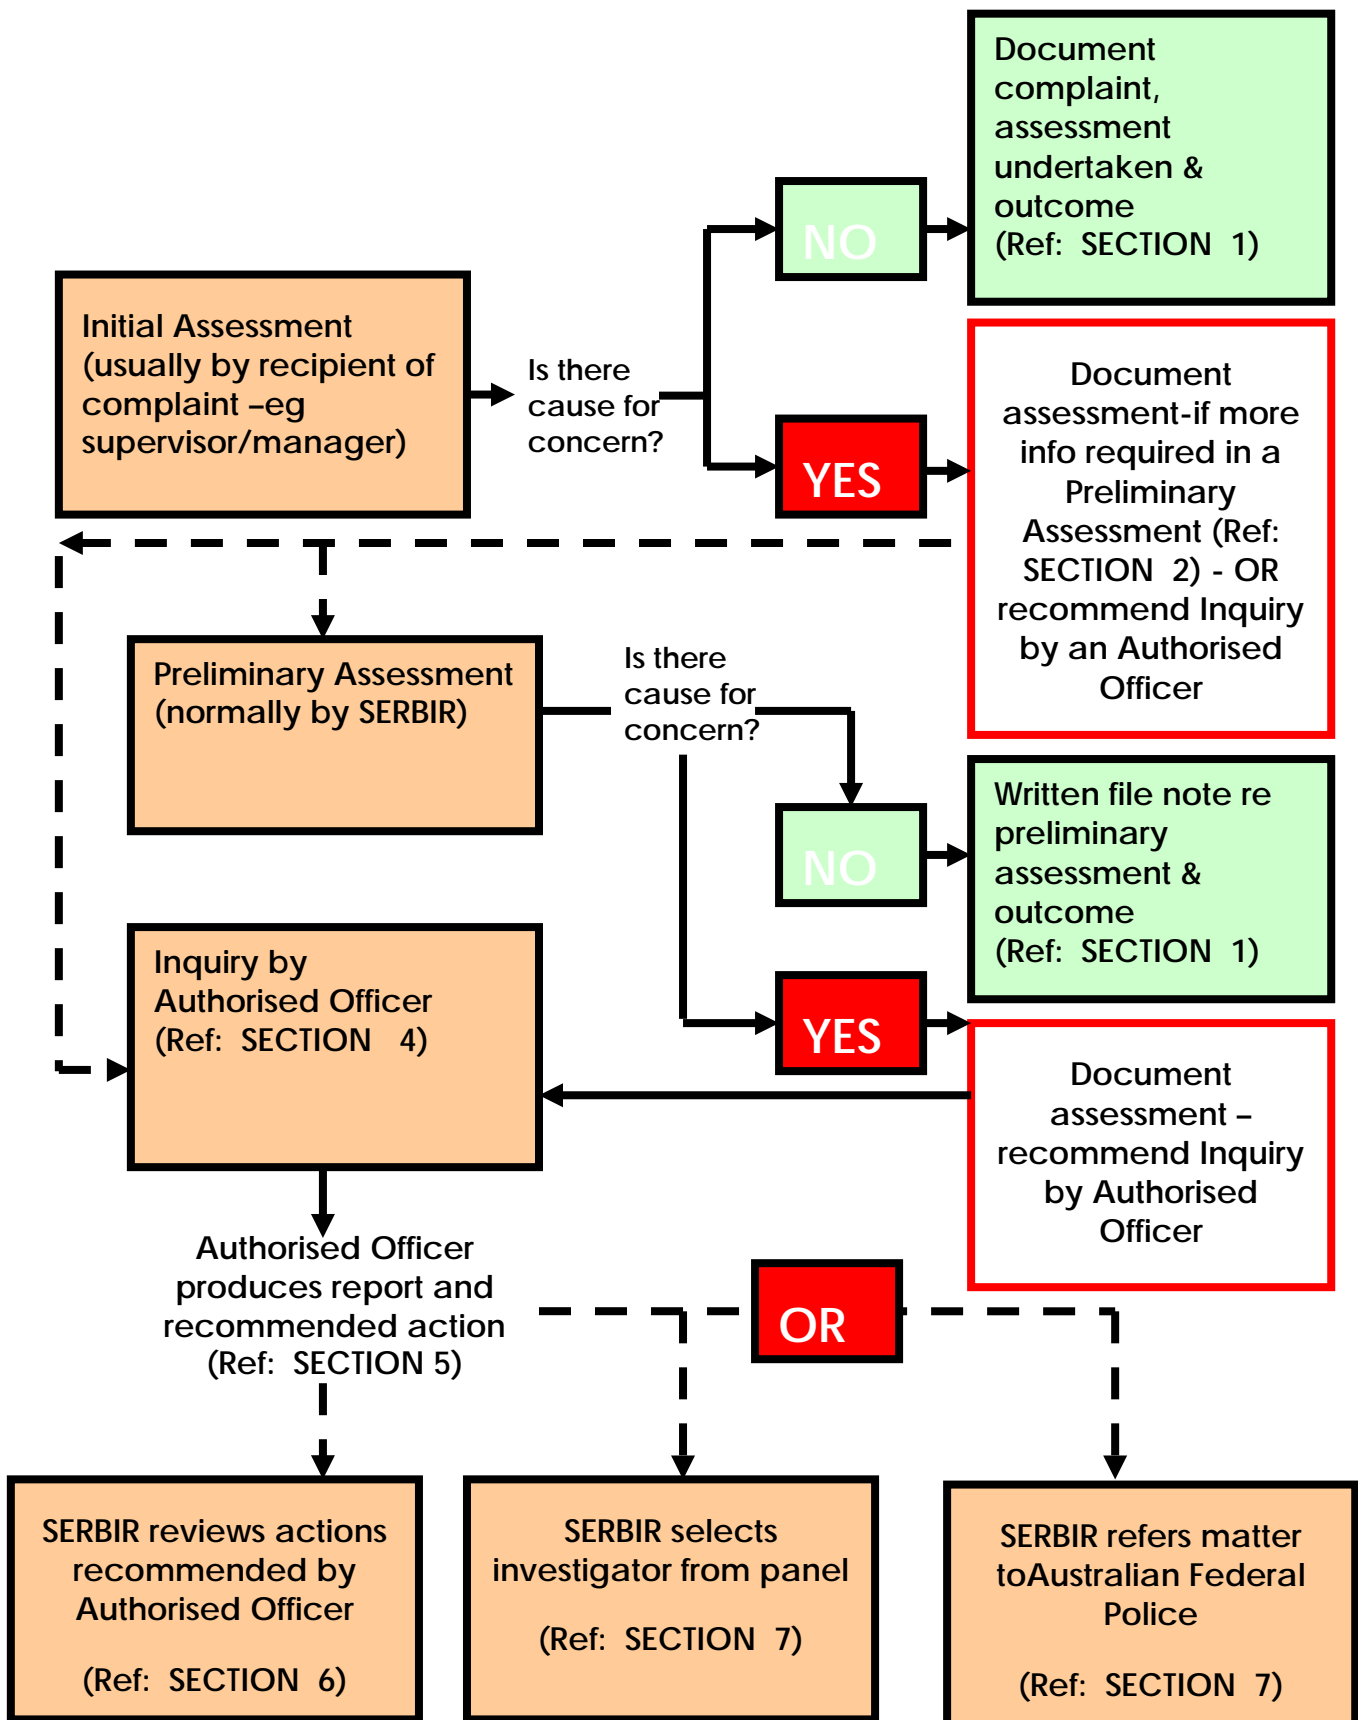 Document
complaint,
assessment
undertaken &
outcome
(Ref: SECTION 1)
NO
Initial Assessment
(usually by recipient of
complaint –eg
supervisor/manager)
Is there
cause for
concern?
YES
Document
assessment-if more
info required in a
Preliminary
Assessment (Ref:
SECTION 2) - OR
recommend Inquiry
by an Authorised
Officer
Preliminary Assessment
(normally by SERBIR)
Is there
cause for
concern?
NO
Written file note re
preliminary
assessment &
outcome
(Ref: SECTION 1)
Inquiry by
Authorised Officer
(Ref: SECTION 4)
YES
Document
assessment –
recommend Inquiry
by Authorised
Officer
Authorised Officer
produces report and
recommended action
(Ref: SECTION 5)
OR
SERBIR reviews actions
recommended by
Authorised Officer
(Ref: SECTION 6)
SERBIR selects
investigator from panel
(Ref: SECTION 7)
SERBIR refers matter
toAustralian Federal
Police
(Ref: SECTION 7)